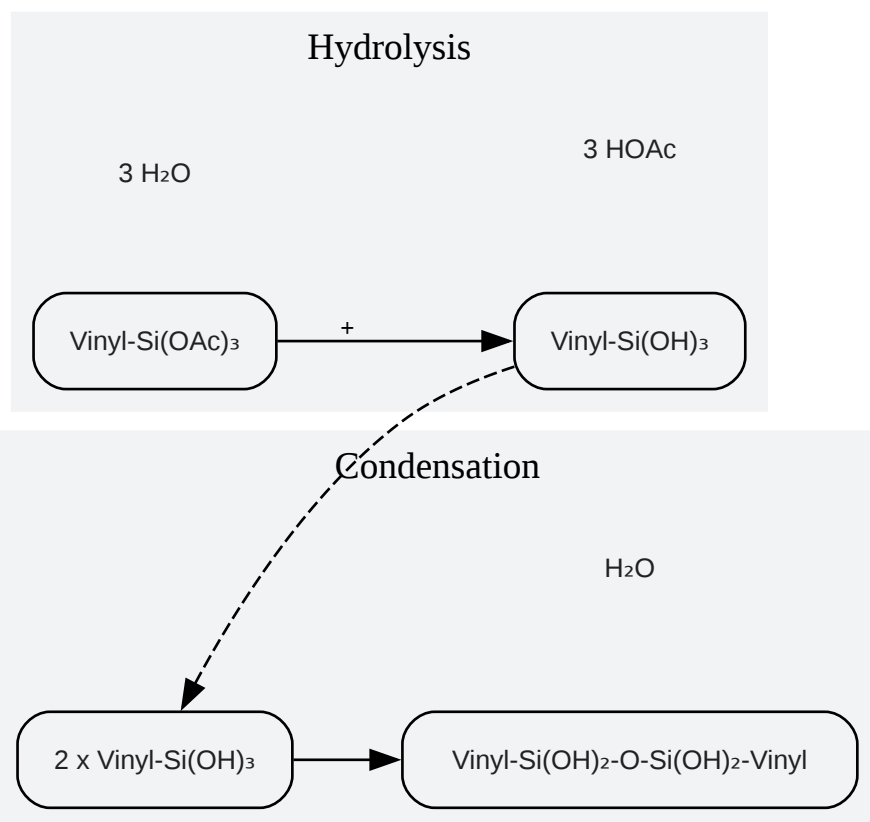 Hydrolysis
3 H₂O
3 HOAc
Vinyl-Si(OAc)₃
+
Vinyl-Si(OH)₃
Condensation
H₂O
2 x Vinyl-Si(OH)₃
Vinyl-Si(OH)₂-O-Si(OH)₂-Vinyl